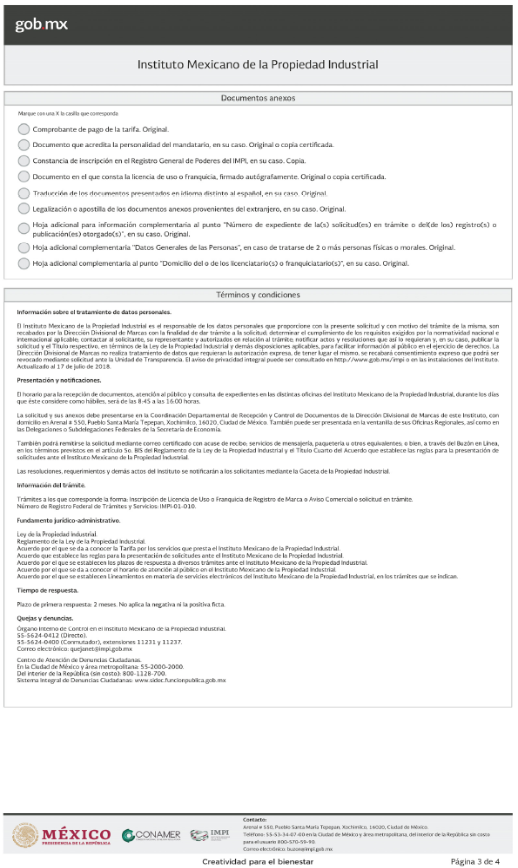 gob.mx
Instituto Mexicano de la Propiedad Industrial
Documentos anexos
Marque con una X la casilla que corresponda
Comprobante de pago de la tarifa. Original.
Documento que acredita la personalidad del mandatario, en su caso. Original o copia certificada.
Constancia de inscripción en el Registro General de Poderes del IMPI, en su caso. Copia.
Documento en el que consta la licencia de uso o franquicia, firmado autógrafamente. Original o copia certificada.
Traducción de los documentos presentados en idioma distinto al español, en su caso. Original.
Legalización o apostilla de los documentos anexos provenientes del extranjero, en su caso. Original.
Hoja adicional para información complementaria al punto "Número de expediente de la(s) solicitud(es) en trámite o del(de los) registro(s) o
publicación(es) otorgado(s)", en su caso. Original.
Hoja adicional complementaria "Datos Generales de las Personas", en caso de tratarse de 2 o más personas físicas o morales. Original.
Hoja adicional complementaria al punto "Domicilio del o de los licenciatario(s) o franquiciatario(s)", en su caso. Original.
Términos y condiciones
Información sobre el tratamiento de datos personales.
El Instituto Mexicano de la Propiedad Industrial es el responsable de los datos personales que proporcione con la presente solicitud y con motivo del trámite de la misma, son
recabados por la Dirección Divisional de Marcas con la finalidad de dar trámite a la solicitud, determinar el cumplimiento de los requisitos exigidos por la normatividad nacional e
internacional aplicable; contactar al solicitante, su representante y autorizados en relación al trámite; notificar actos y resoluciones que así lo requieran y, en su caso, publicar la
solicitud y el Título respectivo, en términos de la Ley de la Propiedad Industrial y demás disposiciones aplicables, para facilitar información al público en el ejercicio de derechos. La
Dirección Divisional de Marcas no realiza tratamiento de datos que requieran la autorización expresa, de tener lugar el mismo, se recabará consentimiento expreso que podrá ser
revocado mediante solicitud ante la Unidad de Transparencia. El aviso de privacidad integral puede ser consultado en http://www.gob.mx/impi o en las instalaciones del Instituto.
Actualizado al 17 de julio de 2018.
Presentación y notificaciones.
El horario para la recepción de documentos, atención al público y consulta de expedientes en las distintas oficinas del Instituto Mexicano de la Propiedad Industrial, durante los días
que éste considere como hábiles, será de las 8:45 a las 16:00 horas.
La solicitud y sus anexos debe presentarse en la Coordinación Departamental de Recepción y Control de Documentos de la Dirección Divisional de Marcas de este Instituto, con
domicilio en Arenal # 550, Pueblo Santa María Tepepan, Xochimilco, 16020, Ciudad de México. También puede ser presentada en la ventanilla de sus Oficinas Regionales, así como en
las Delegaciones o Subdelegaciones Federales de la Secretaría de Economía.
También podrá remitirse la solicitud mediante correo certificado con acuse de recibo, servicios de mensajería, paquetería u otros equivalentes, o bien, a través del Buzón en Línea,
en los términos previstos en el artículo 5o. BIS del Reglamento de la Ley de la Propiedad Industrial y el Título Cuarto del Acuerdo que establece las reglas para la presentación de
solicitudes ante el Instituto Mexicano de la Propiedad Industrial.
Las resoluciones, requerimientos y demás actos del Instituto se notificarán a los solicitantes mediante la Gaceta de la Propiedad Industrial.
Información del trámite.
Trámites a los que corresponde la forma: Inscripción de Licencia de Uso o Franquicia de Registro de Marca o Aviso Comercial o solicitud en trámite.
Número de Registro Federal de Trámites y Servicios: IMPI-01-010.
Fundamento jurídico-administrativo.
Ley de la Propiedad Industrial.
Reglamento de la Ley de la Propiedad Industrial.
Acuerdo por el que se da a conocer la Tarifa por los servicios que presta el Instituto Mexicano de la Propiedad Industrial.
Acuerdo que establece las reglas para la presentación de solicitudes ante el Instituto Mexicano de la Propiedad Industrial.
Acuerdo por el que se establecen los plazos de respuesta a diversos trámites ante el Instituto Mexicano de la Propiedad Industrial.
Acuerdo por el que se da a conocer el horario de atención al público en el Instituto Mexicano de la Propiedad Industrial.
Acuerdo por el que se establecen Lineamientos en materia de servicios electrónicos del Instituto Mexicano de la Propiedad Industrial, en los trámites que se indican.
Tiempo de respuesta.
Plazo de primera respuesta: 2 meses. No aplica la negativa ni la positiva ficta.
Quejas y denuncias.
Órgano Interno de Control en el Instituto Mexicano de la Propiedad Industrial.
55-5624-0412 (Directo).
55-5624-0400 (Conmutador), extensiones 11231 y 11237.
Correo electrónico: quejanet@impi.gob.mx
Centro de Atención de Denuncias Ciudadanas.
En la Ciudad de México y área metropolitana: 55-2000-2000.
Del interior de la República (sin costo): 800-1128-700.
Sistema Integral de Denuncias Ciudadanas: www.sidec.funcionpublica.gob.mx
MÉXICO
PRESIDENCIA DE LA REPÚBLICA
CONAMER
IMPI
Contacto:
Arenal # 550, Pueblo Santa María Tepepan, Xochimilco, 16020, Ciudad de México.
Teléfono: 55-53-34-07-00 en la Ciudad de México y área metropolitana, del interior de la República sin costo
para el usuario 800-570-59-90.
Correo electrónico: buzon@impi.gob.mx
Creatividad para el bienestar
Página 3 de 4